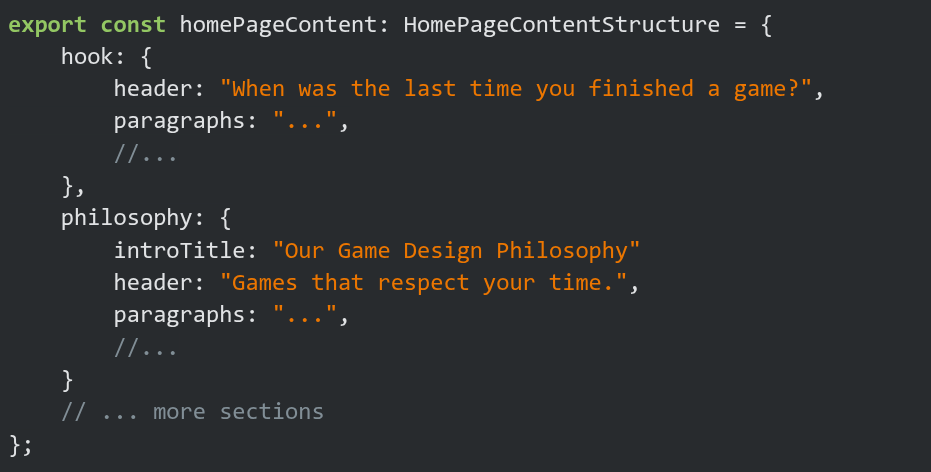 export const homePageContent: HomePageContentStructure = {
    hook: {
        header: "When was the last time you finished a game?",
        paragraphs: "...",
        //...
    },
    philosophy: {
        introTitle: "Our Game Design Philosophy"
        header: "Games that respect your time.",
        paragraphs: "...",
        //...
    }
    // ... more sections
};